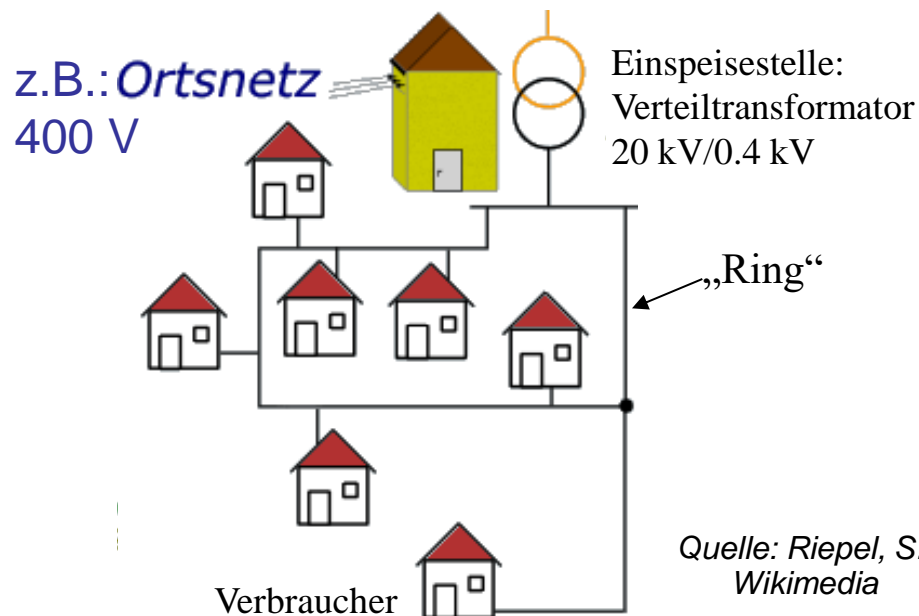 z.B.: Ortsnetz
400 V
Einspeisestelle:
Verteiltransformator
20 kV/0.4 kV
„Ring“
Verbraucher
Quelle: Riepel, S.
Wikimedia